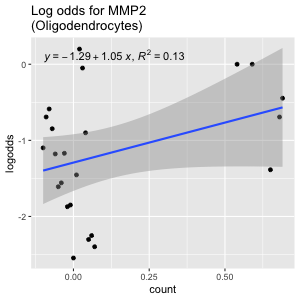 Log odds for MMP2
(Oligodendrocytes)
y = −1.29 + 1.05 x, R² = 0.13
logodds
0
-1
-2
0.00 0.25 0.50
count